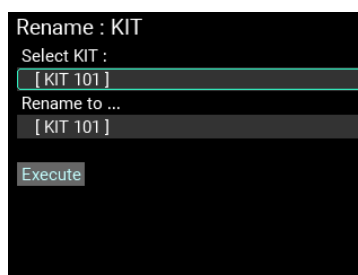 Rename : KIT
Select KIT :
[ KIT 101 ]
Rename to ...
[ KIT 101 ]
Execute